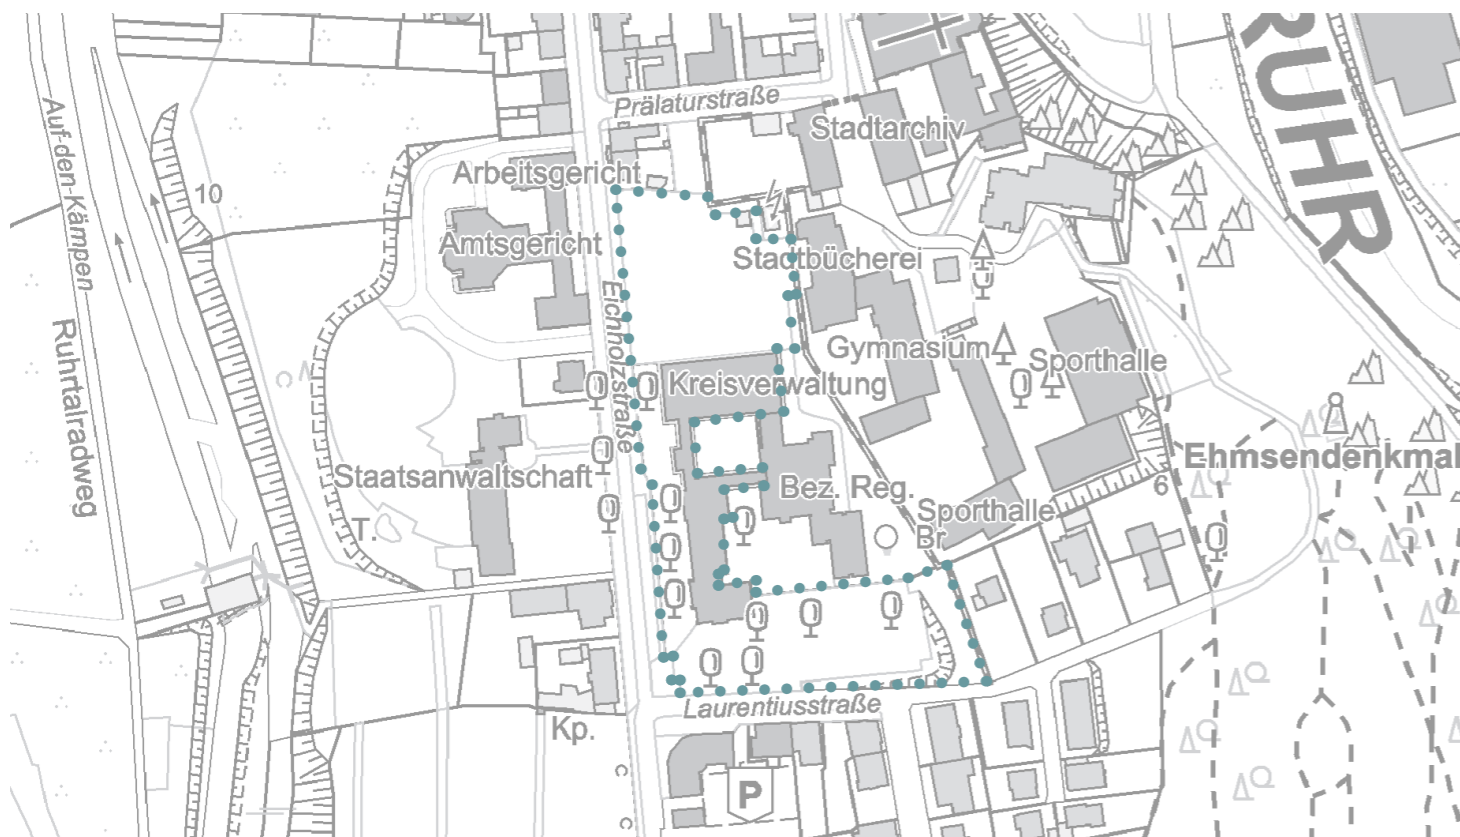 RUHR
Prälaturstraße
Auf-den-Kämpen
Stadtarchiv
10
Arbeitsgericht
Amtsgericht
Stadtbücherei
Eichholzstraße
Ruhrtalradweg
Gymnasium
Sporthalle
Kreisverwaltung
Staatsanwaltschaft
Ehmsendenkmal
Bez. Reg.
6
Sporthalle
T.
Br
Laurentiusstraße
Kp.
P